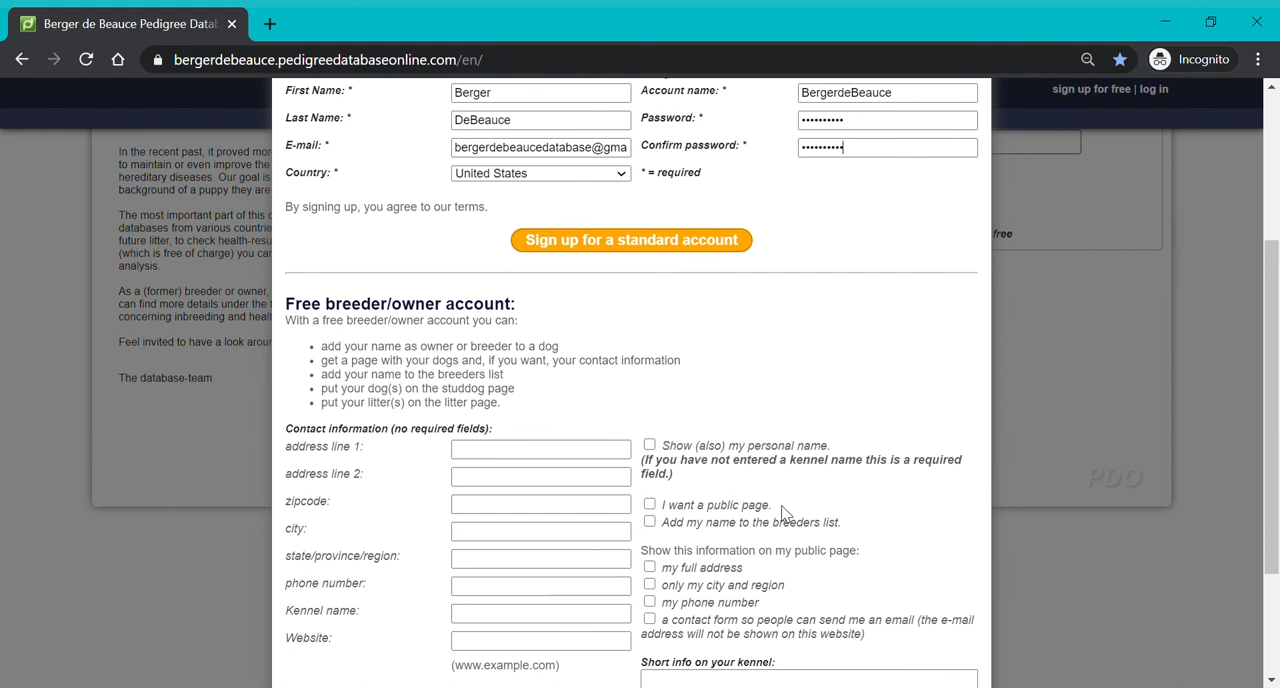 Berger de Beauce Pedigree Data
bergerdebeauce.pedigreedatabaseonline.com/en/
Incognito
sign up for free | log in
First Name: *
Berger
Account name: *
BergerdeBeauce
Last Name: *
DeBeauce
Password: *
••••••••••
E-mail: *
bergerdebeaucedatabase@gma
Confirm password: *
••••••••••
Country: *
United States
* = required
By signing up, you agree to our terms.
Sign up for a standard account
In the recent past, it proved mor
to maintain or even improve the
hereditary diseases. Our goal is
background of a puppy they are
The most important part of this
databases from various countrie
future litter, to check health-resu
(which is free of charge) you can
analysis.
As a (former) breeder or owner,
can find more details under the
concerning inbreeding and healt
Feel invited to have a look arour
The database-team
free
PDO
Free breeder/owner account:
With a free breeder/owner account you can:
• add your name as owner or breeder to a dog
• get a page with your dogs and, if you want, your contact information
• add your name to the breeders list
• put your dog(s) on the studdog page
• put your litter(s) on the litter page.
Contact information (no required fields):
address line 1:
address line 2:
zipcode:
city:
state/province/region:
phone number:
Kennel name:
Website:
(www.example.com)
Show (also) my personal name.
(If you have not entered a kennel name this is a required
field.)
I want a public page.
Add my name to the breeders list.
Show this information on my public page:
my full address
only my city and region
my phone number
a contact form so people can send me an email (the e-mail
address will not be shown on this website)
Short info on your kennel: